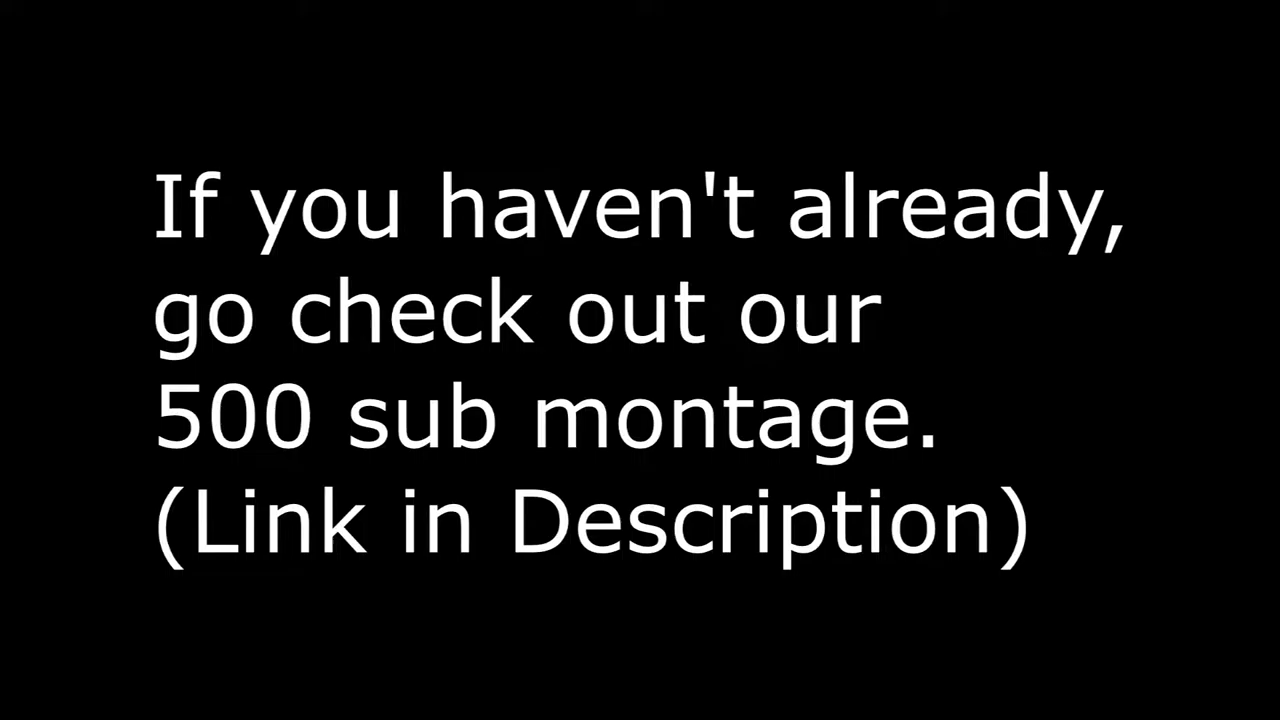 If you haven't already,
go check out our
500 sub montage.
(Link in Description)